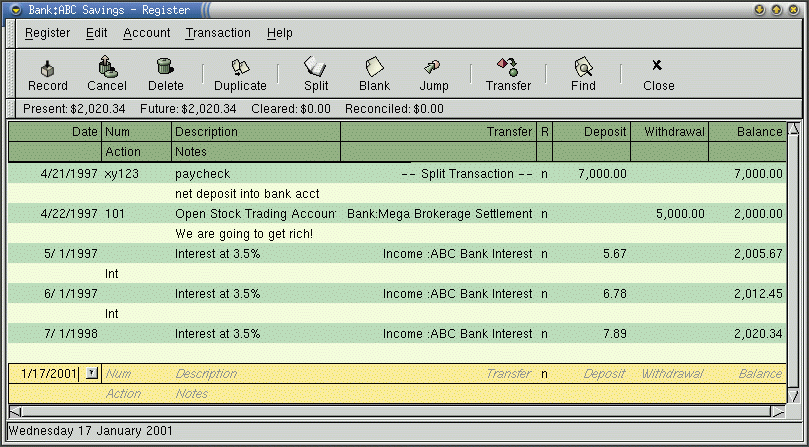 Bank:ABC Savings - Register
Register Edit Account Transaction Help
Record Cancel Delete Duplicate Split Blank Jump Transfer Find Close
Present: $2,020.34 Future: $2,020.34 Cleared: $0.00 Reconciled: $0.00
Date Num Description Transfer R Deposit Withdrawal Balance
Action Notes
4/21/1997 xy123 paycheck -- Split Transaction -- 7,000.00 7,000.00
net deposit into bank acct
4/22/1997 101 Open Stock Trading Accoun Bank:Mega Brokerage Settlement n 5,000.00 2,000.00
We are going to get rich!
5/ 1/1997 Interest at 3.5% Income :ABC Bank Interest n 5.67 2,005.67
Int
6/ 1/1997 Interest at 3.5% Income :ABC Bank Interest n 6.78 2,012.45
Int
7/ 1/1998 Interest at 3.5% Income :ABC Bank Interest n 7.89 2,020.34
1/17/2001 Num Description Transfer n Deposit Withdrawal Balance
Action Notes
Wednesday 17 January 2001